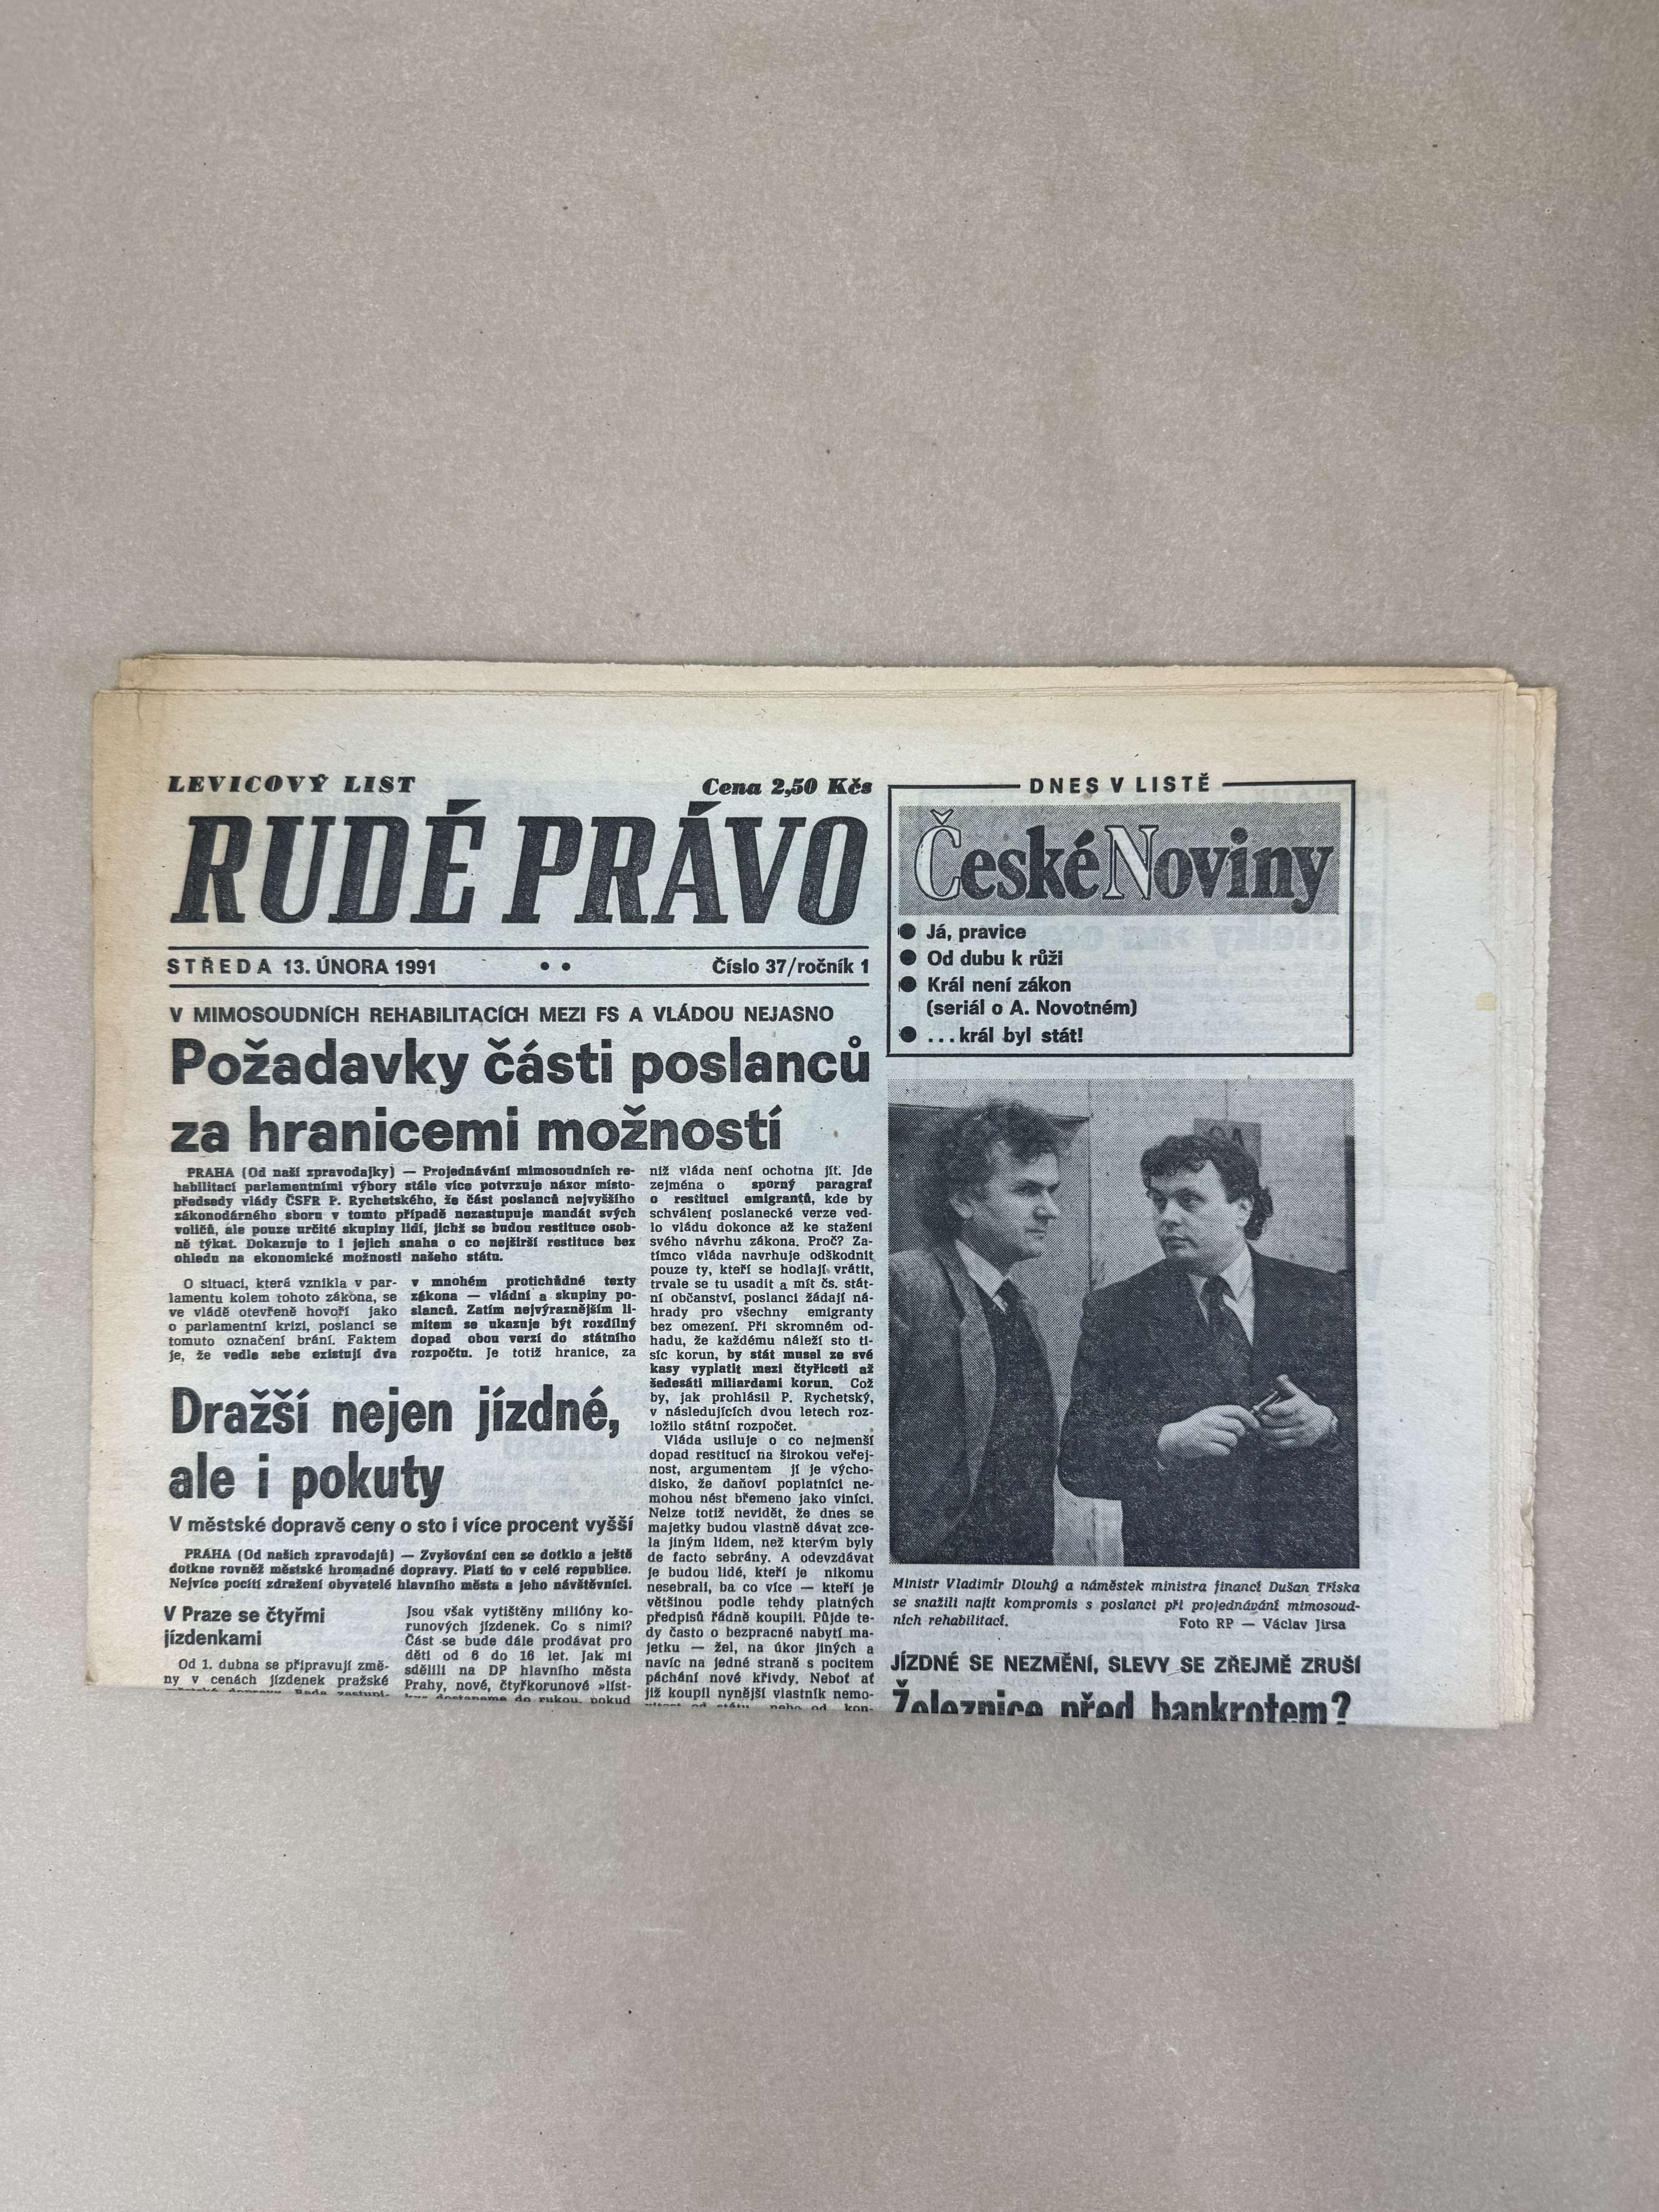 LEVICOVÝ LIST
Cena 2,50 Kčs
RUDÉ PRÁVO
STŘEDA 13. ÚNORA 1991 • • Číslo 37/ročník 1
V MIMOSOUDNÍCH REHABILITACÍCH MEZI FS A VLÁDOU NEJASNO
Požadavky části poslanců
za hranicemi možností
PRAHA (Od naší zpravodajky) — Projednávání mimosoudních re-
habilitací parlamentními výbory stále více potvrzuje názor místo-
předsedy vlády ČSFR P. Rychetského, že část poslanců nejvyššího
zákonodárného sboru v tomto případě nezastupuje mandát svých
voličů, ale pouze určité skupiny lidí, jichž se budou restituce osob-
ně týkat. Dokazuje to i jejich snaha o co nejširší restituce bez
ohledu na ekonomické možnosti našeho státu.
O situaci, která vznikla v par-
lamentu kolem tohoto zákona, se
ve vládě otevřeně hovoří jako
o parlamentní krizi, poslanci se
tomuto označení brání. Faktem
je, že vedle sebe existují dva
v mnohém protichůdné texty
zákona — vládní a skupiny po-
slanců. Zatím nejvýraznějším li-
mitem se ukazuje být rozdílný
dopad obou verzí do státního
rozpočtu. Je totiž hranice, za
niž vláda není ochotna jít. Jde
zejména o sporný paragraf
o restituci emigrantů, kde by
schválení poslanecké verze ved-
lo vládu dokonce až ke stažení
svého návrhu zákona. Proč? Za-
tímco vláda navrhuje odškodnit
pouze ty, kteří se hodlají vrátit,
trvale se tu usadit a mít čs. stát-
ní občanství, poslanci žádají ná-
hrady pro všechny emigranty
bez omezení. Při skromném od-
hadu, že každému náleží sto ti-
síc korun, by stát musel ze své
kasy vyplatit mezi čtyřiceti až
šedesáti miliardami korun. Což
by, jak prohlásil P. Rychetský,
v následujících dvou letech roz-
ložilo státní rozpočet.
Vláda usiluje o co nejmenší
dopad restitucí na širokou veřej-
nost, argumentem jí je výcho-
disko, že daňoví poplatníci ne-
mohou nést břemeno jako viníci.
Nelze totiž nevidět, že dnes se
majetky budou vlastně dávat zce-
la jiným lidem, než kterým byly
de facto sebrány. A odevzdávat
je budou lidé, kteří je nikomu
nesebrali, ba co více — kteří je
většinou podle tehdy platných
předpisů řádně koupili. Půjde te-
dy často o bezpracné nabytí ma-
jetku — žel, na úkor jiných a
navíc na jedné straně s pocitem
páchání nové křivdy. Neboť ať
již koupil nynější vlastník nemo-
vitost od státu, nebo od kon-
Dražší nejen jízdné,
ale i pokuty
V městské dopravě ceny o sto i více procent vyšší
PRAHA (Od našich zpravodajů) — Zvyšování cen se dotklo a ještě
dotkne rovněž městské hromadné dopravy. Platí to v celé republice.
Nejvíce pocítí zdražení obyvatelé hlavního města a jeho návštěvníci.
V Praze se čtyřmi
jízdenkami
Od 1. dubna se připravují změ-
ny v cenách jízdenek pražské
městské dopravy. Rada zastupi-
Jsou však vytištěny milióny ko-
runových jízdenek. Co s nimi?
Část se bude dále prodávat pro
děti od 6 do 16 let. Jak mi
sdělili na DP hlavního města
Prahy, nové, čtyřkorunové »líst-
ky« dostaneme do rukou, pokud
DNES V LISTĚ
České Noviny
● Já, pravice
● Od dubu k růži
● Král není zákon
(seriál o A. Novotném)
● ...král byl stát!
Ministr Vladimír Dlouhý a náměstek ministra financí Dušan Tříska
se snažili najít kompromis s poslanci při projednávání mimosoud-
ních rehabilitací. Foto RP — Václav Jirsa
JÍZDNÉ SE NEZMĚNÍ, SLEVY SE ZŘEJMĚ ZRUŠÍ
Železnice před bankrotem?